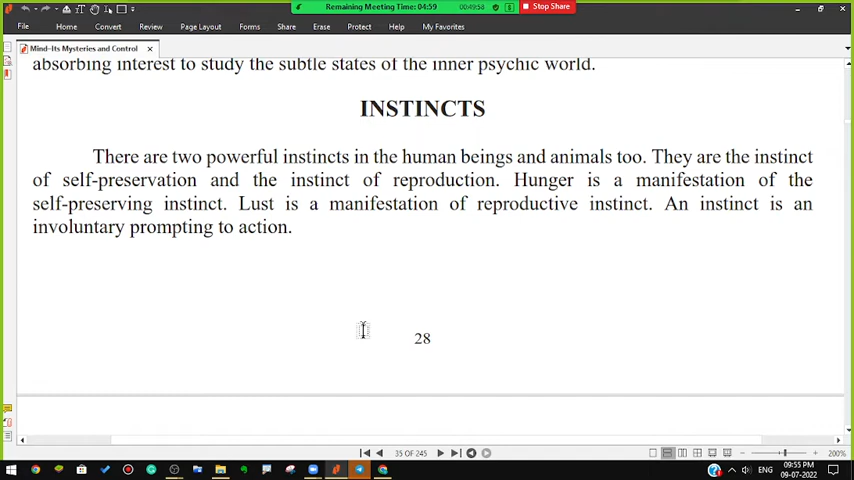 Remaining Meeting Time: 04:59
00:49:58
Stop Share
File Home Convert Review Page Layout Forms Share Erase Protect Help My Favorites
Mind–Its Mysteries and Control
absorbing interest to study the subtle states of the inner psychic world.
INSTINCTS
There are two powerful instincts in the human beings and animals too. They are the instinct
of self-preservation and the instinct of reproduction. Hunger is a manifestation of the
self-preserving instinct. Lust is a manifestation of reproductive instinct. An instinct is an
involuntary prompting to action.
28
35 OF 245
200%
ENG
09:55 PM
09-07-2022